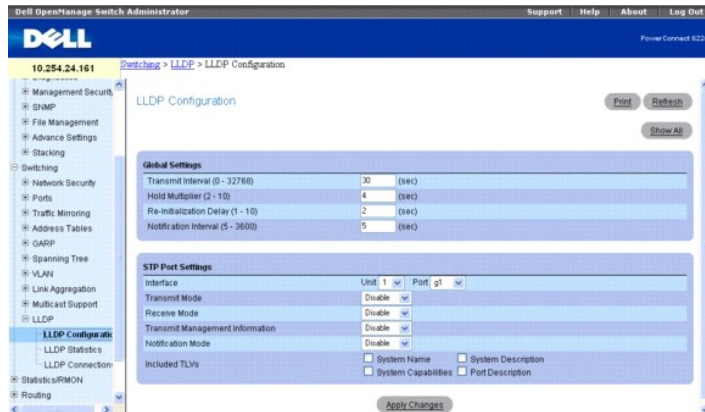 Dell OpenManage Switch Administrator
Support Help About Log Out
DELL
PowerConnect 622
10.254.24.161
Switching > LLDP > LLDP Configuration
Management Security
SNMP
File Management
Advance Settings
Stacking
Switching
Network Security
Ports
Traffic Mirroring
Address Tables
GARP
Spanning Tree
VLAN
Link Aggregation
Multicast Support
LLDP
LLDP Configuratic
LLDP Statistics
LLDP Connection
Statistics/RMON
Routing
LLDP Configuration
Print Refresh
Show All
Global Settings
Transmit Interval (0 - 32768) 30 (sec)
Hold Multiplier (2 - 10) 4 (sec)
Re-Initialization Delay (1 - 10) 2 (sec)
Notification Interval (5 - 3600) 5 (sec)
STP Port Settings
Interface Unit 1 Port g1
Transmit Mode Disable
Receive Mode Disable
Transmit Management Information Disable
Notification Mode Disable
Included TLVs System Name System Description
System Capabilities Port Description
Apply Changes